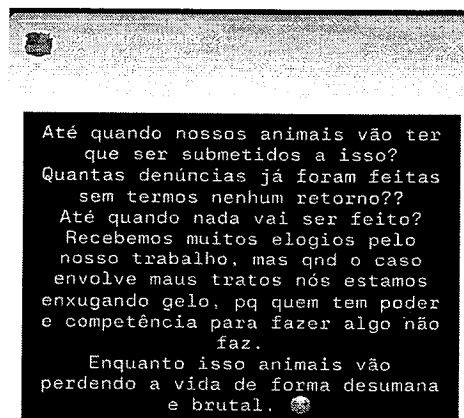 Até quando nossos animais vão ter
que ser submetidos a isso?
Quantas denúncias já foram feitas
sem termos nenhum retorno??
Até quando nada vai ser feito?
Recebemos muitos elogios pelo
nosso trabalho, mas qnd o caso
envolve maus tratos nós estamos
enxugando gelo, pq quem tem poder
e competência para fazer algo não
faz.
Enquanto isso animais vão
perdendo a vida de forma desumana
e brutal.